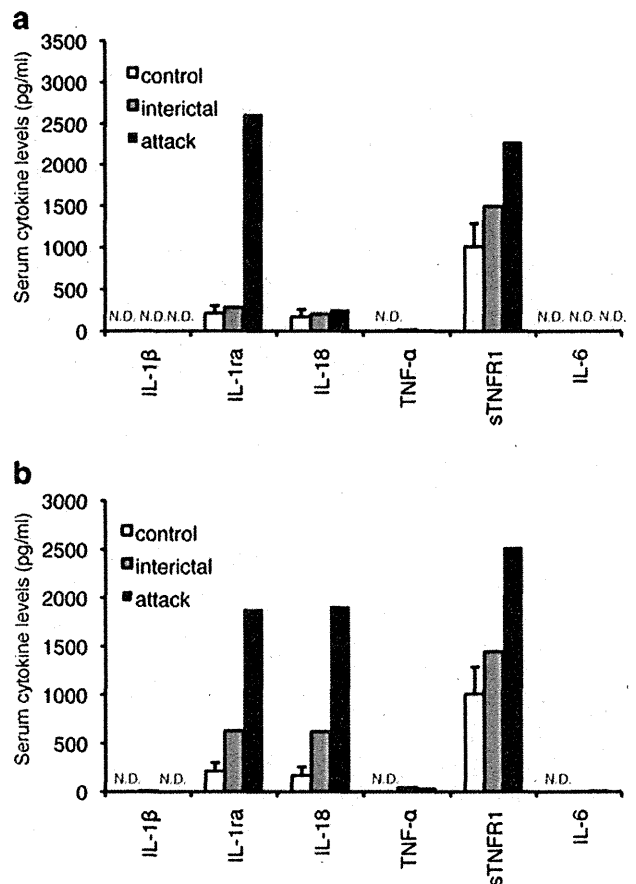 a
Serum cytokine levels (pg/ml)
3500
3000
2500
2000
1500
1000
500
0
control
interictal
attack
N.D. N.D. N.D.
N.D.
N.D. N.D. N.D.
IL-1β
IL-1ra
IL-18
TNF-α
sTNFR1
IL-6
b
Serum cytokine levels (pg/ml)
3000
2500
2000
1500
1000
500
0
control
interictal
attack
N.D. N.D.
N.D.
N.D.
IL-1β
IL-1ra
IL-18
TNF-α
sTNFR1
IL-6